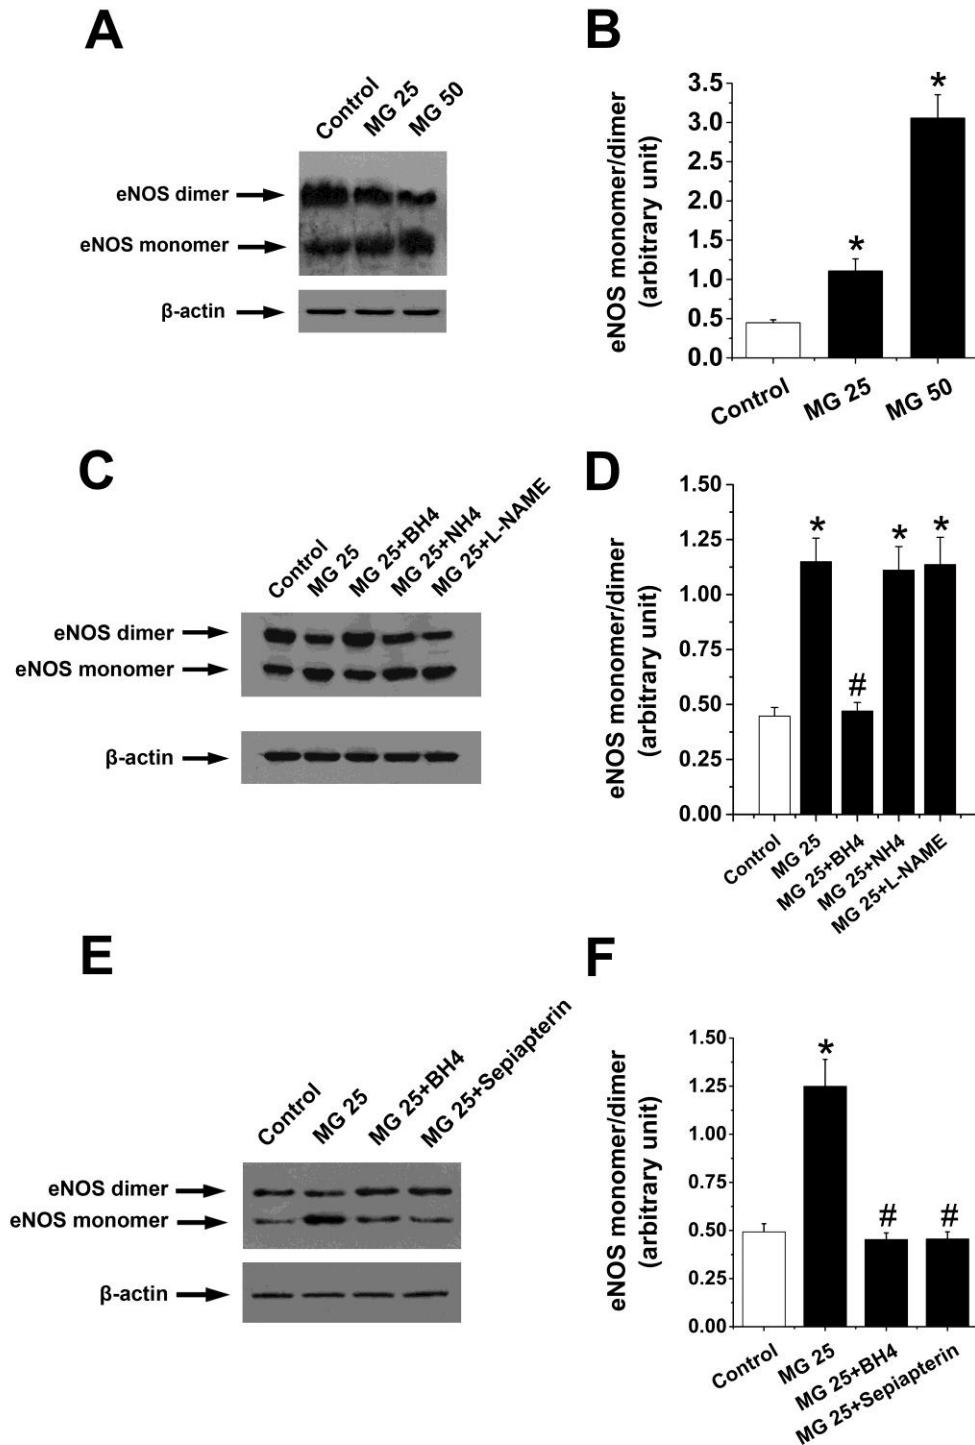 A
Control
MG 25
MG 50
eNOS dimer
eNOS monomer
β-actin
B
eNOS monomer/dimer
(arbitrary unit)
3.5
3.0
2.5
2.0
1.5
1.0
0.5
0.0
*
*
Control
MG 25
MG 50
C
Control
MG 25
MG 25+BH4
MG 25+NH4
MG 25+L-NAME
eNOS dimer
eNOS monomer
β-actin
D
eNOS monomer/dimer
(arbitrary unit)
1.50
1.25
1.00
0.75
0.50
0.25
0.00
*
#
*
*
Control
MG 25
MG 25+BH4
MG 25+NH4
MG 25+L-NAME
E
Control
MG 25
MG 25+BH4
MG 25+Sepiapterin
eNOS dimer
eNOS monomer
β-actin
F
eNOS monomer/dimer
(arbitrary unit)
1.50
1.25
1.00
0.75
0.50
0.25
0.00
*
#
#
Control
MG 25
MG 25+BH4
MG 25+Sepiapterin